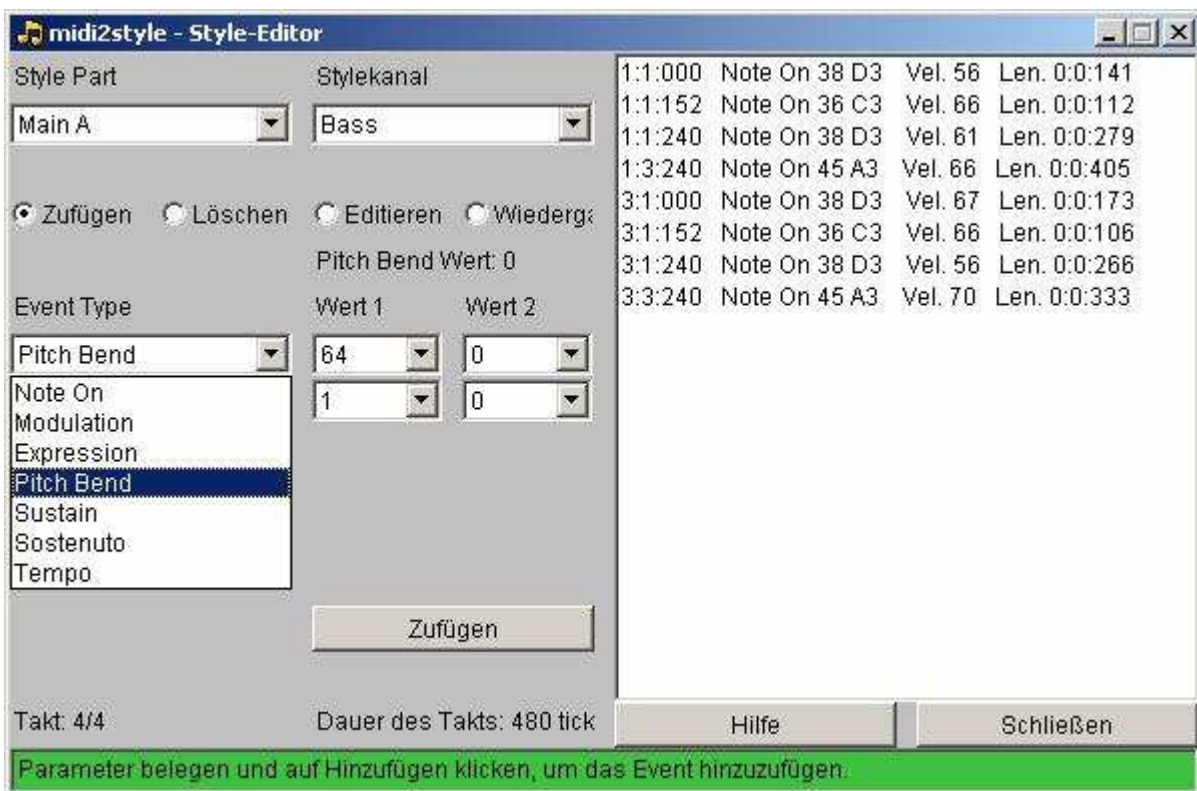 midi2style - Style-Editor
Style Part
Stylekanal
Main A
Bass
Zufügen
Löschen
Editieren
Wiederga
Pitch Bend Wert: 0
Event Type
Wert 1
Wert 2
Pitch Bend
64
0
1
0
Note On
Modulation
Expression
Pitch Bend
Sustain
Sostenuto
Tempo
Zufügen
Takt: 4/4
Dauer des Takts: 480 tick
1:1:000 Note On 38 D3 Vel. 56 Len. 0:0:141
1:1:152 Note On 36 C3 Vel. 66 Len. 0:0:112
1:1:240 Note On 38 D3 Vel. 61 Len. 0:0:279
1:3:240 Note On 45 A3 Vel. 66 Len. 0:0:405
3:1:000 Note On 38 D3 Vel. 67 Len. 0:0:173
3:1:152 Note On 36 C3 Vel. 66 Len. 0:0:106
3:1:240 Note On 38 D3 Vel. 56 Len. 0:0:266
3:3:240 Note On 45 A3 Vel. 70 Len. 0:0:333
Hilfe
Schließen
Parameter belegen und auf Hinzufügen klicken, um das Event hinzuzufügen.